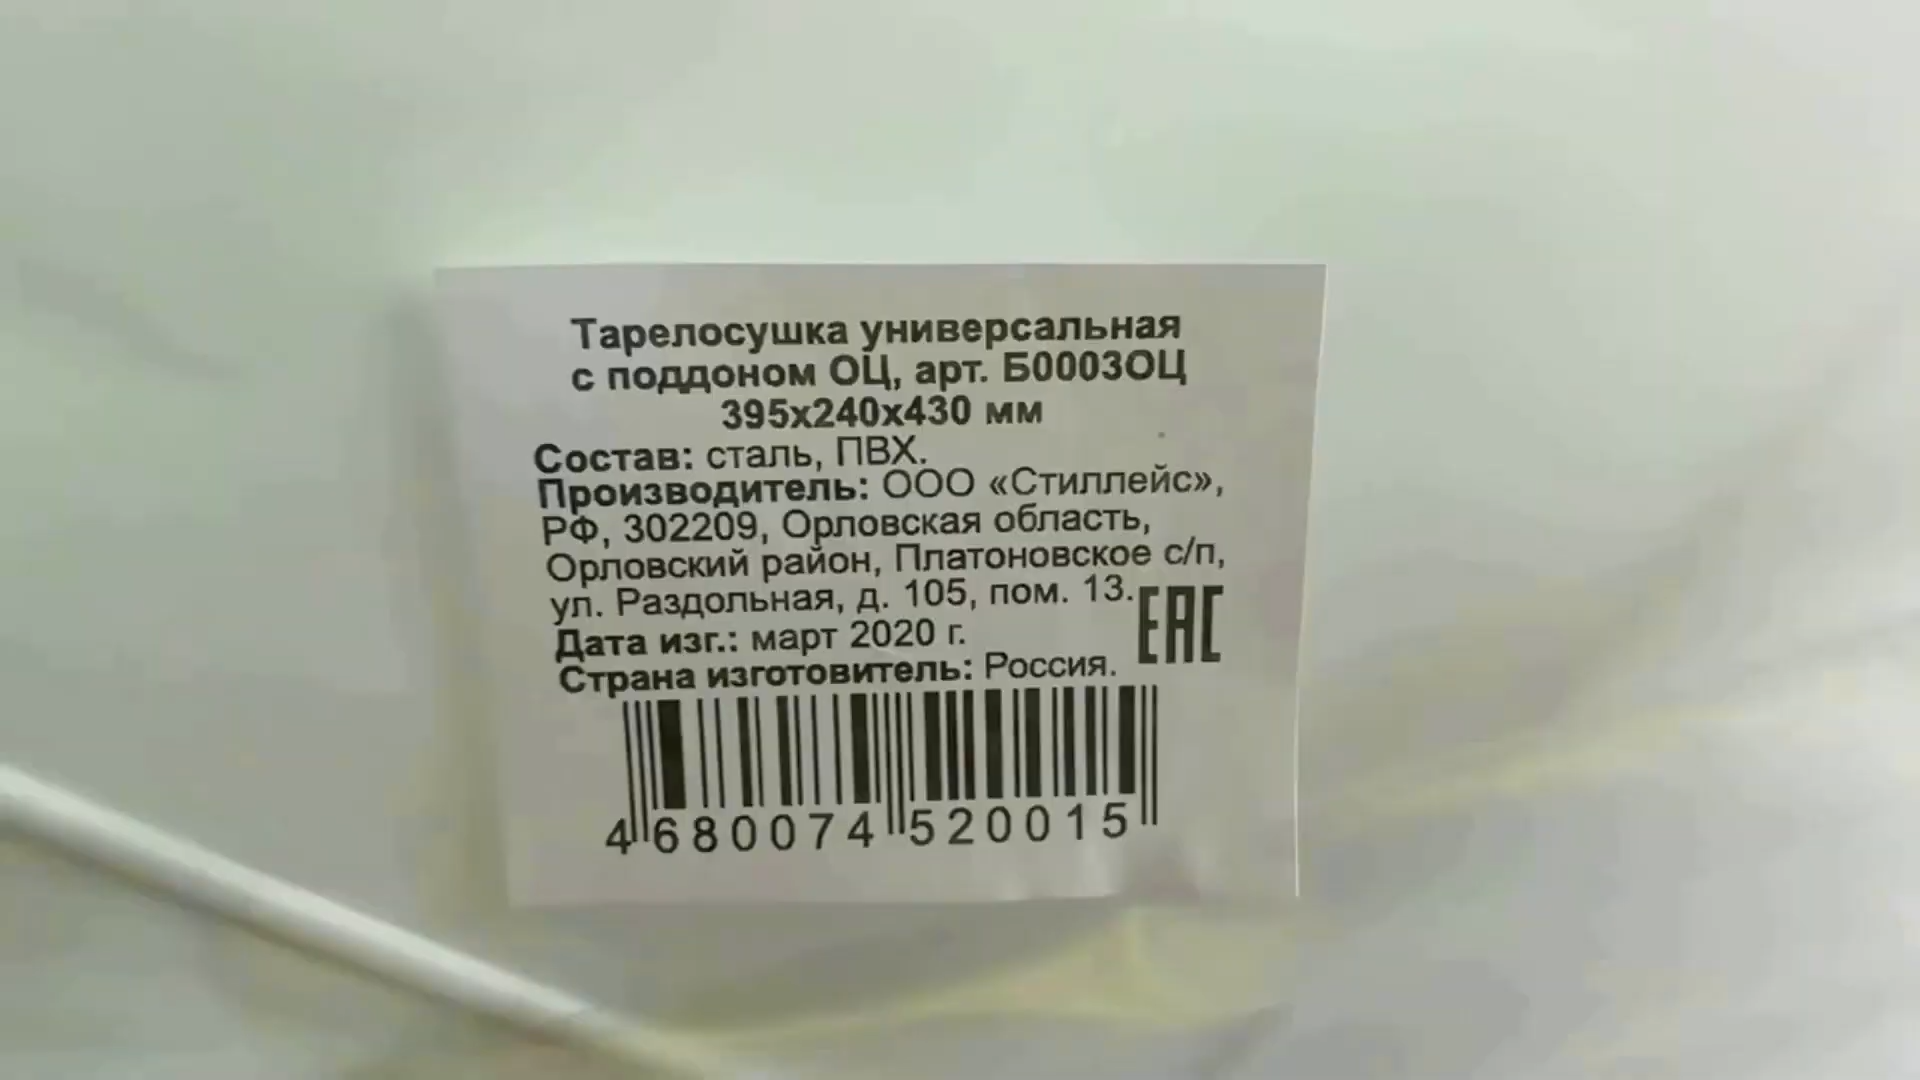 Тарелосушка универсальная
с поддоном ОЦ, арт. Б0003ОЦ
395х240х430 мм
Состав: сталь, ПВХ.
Производитель: ООО «Стиллейс»,
РФ, 302209, Орловская область,
Орловский район, Платоновское с/п,
ул. Раздольная, д. 105, пом. 13.
EAC
Дата изг.: март 2020 г.
Страна изготовитель: Россия.
4 680074 520015